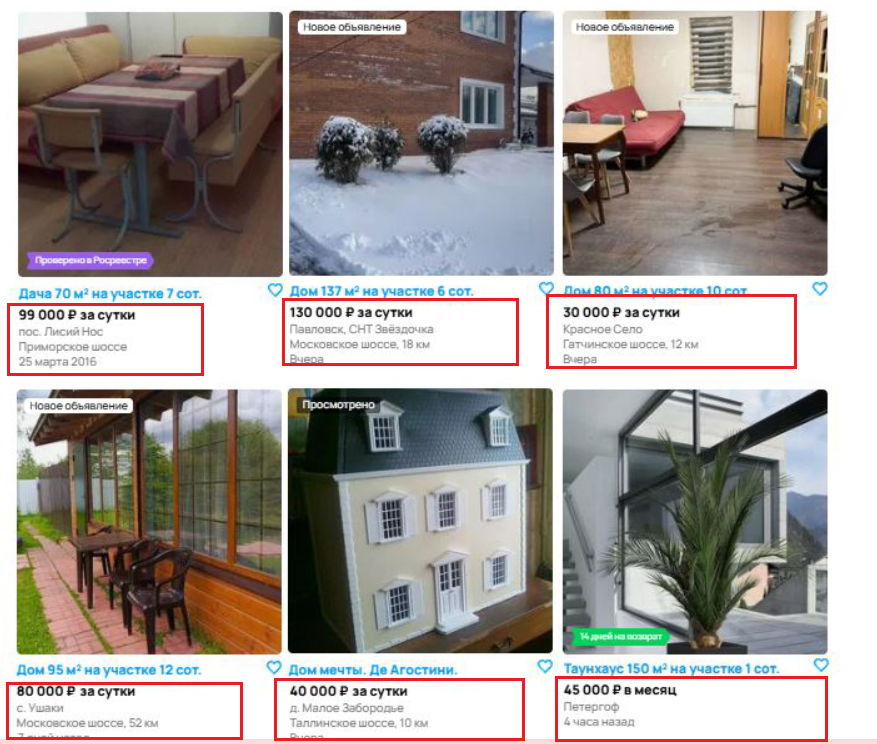 Проверено в Росреестре
Дача 70 м² на участке 7 сот.
99 000 ₽ за сутки
пос. Лисий Нос
Приморское шоссе
25 марта 2016
Новое объявление
Дом 137 м² на участке 6 сот.
130 000 ₽ за сутки
Павловск, СНТ Звёздочка
Московское шоссе, 18 км
Вчера
Новое объявление
Дом 80 м² на участке 10 сот.
30 000 ₽ за сутки
Красное Село
Гатчинское шоссе, 12 км
Вчера
Новое объявление
Дом 95 м² на участке 12 сот.
80 000 ₽ за сутки
с. Ушаки
Московское шоссе, 52 км
7 дней назад
Просмотрено
Дом мечты. Де Агостини.
40 000 ₽ за сутки
д. Малое Забородье
Таллинское шоссе, 10 км
Вчера
14 дней на возврат
Таунхаус 150 м² на участке 1 сот.
45 000 ₽ в месяц
Петергоф
4 часа назад